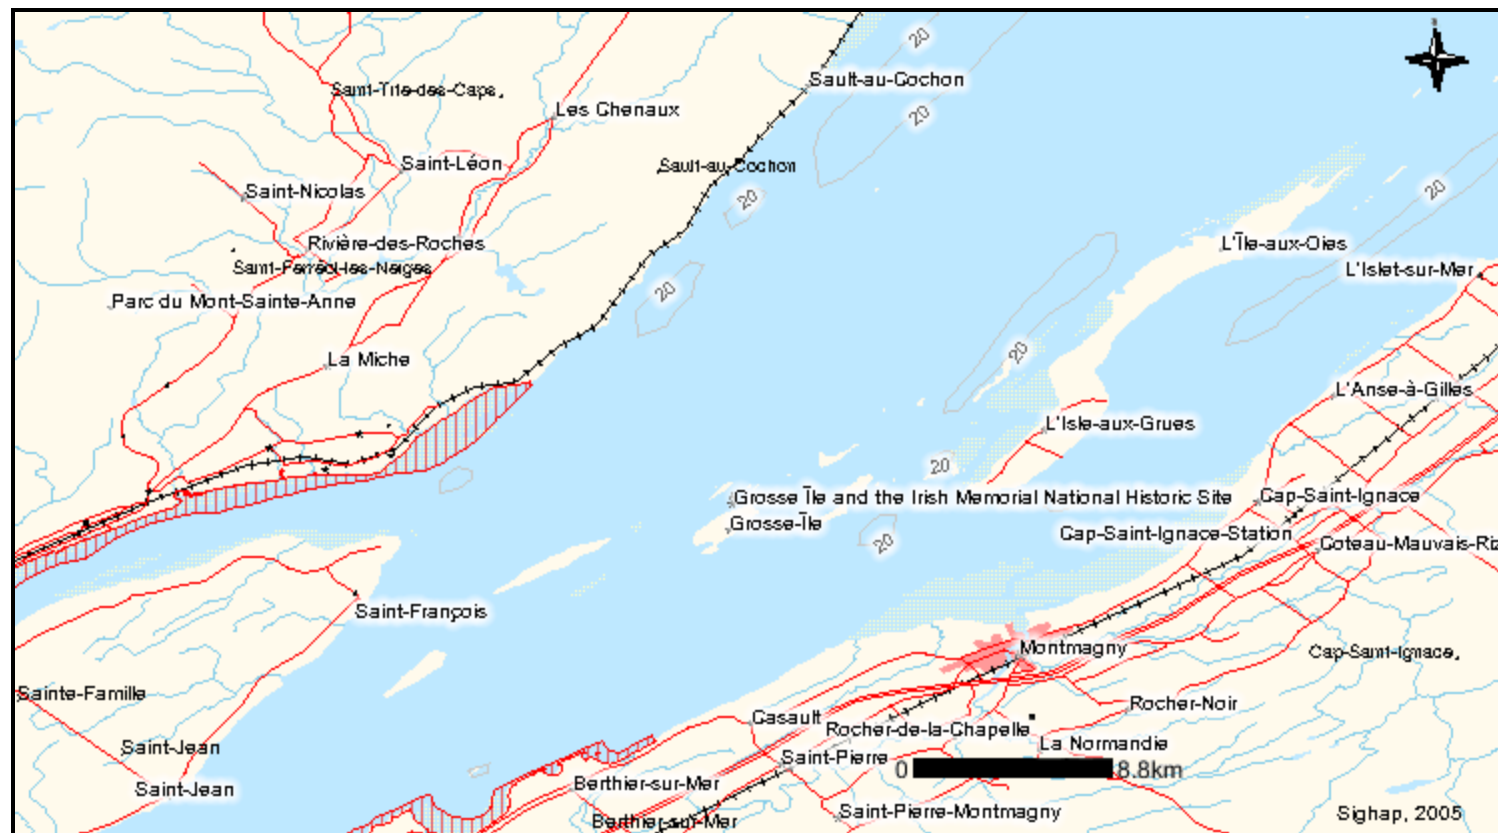 20
Sault-au-Cochon
Saint-Tite-des-Caps
Les Chenaux
20
Saint-Léon
Sault-au-Cochon
Saint-Nicolas
20
20
Rivière-des-Roches
L'Île-aux-Oies
Saint-Ferréol-les-Neiges
L'Islet-sur-Mer
Parc du Mont-Sainte-Anne
20
La Miche
20
L'Anse-à-Gilles
L'Isle-aux-Grues
20
Grosse Île and the Irish Memorial National Historic Site
Cap-Saint-Ignace
Grosse-Île
Cap-Saint-Ignace-Station
20
Coteau-Mauvais-Riz
Saint-François
Montmagny
Cap-Saint-Ignace
Sainte-Famille
Rocher-Noir
Casault
Rocher-de-la-Chapelle
Saint-Jean
La Normandie
Saint-Pierre
0 8.8km
Saint-Jean
Berthier-sur-Mer
Saint-Pierre-Montmagny
Sighap, 2005
Berthier-sur-Mer